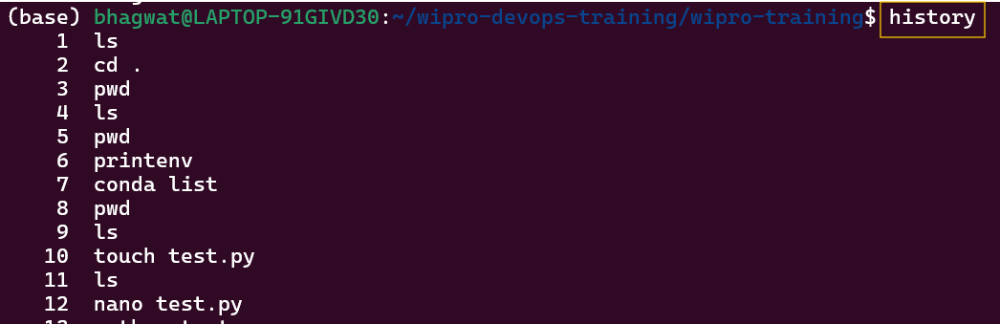 (base) bhagwat@LAPTOP-91GIVD30:~/wipro-devops-training/wipro-training$ history
1 ls
2 cd .
3 pwd
4 ls
5 pwd
6 printenv
7 conda list
8 pwd
9 ls
10 touch test.py
11 ls
12 nano test.py